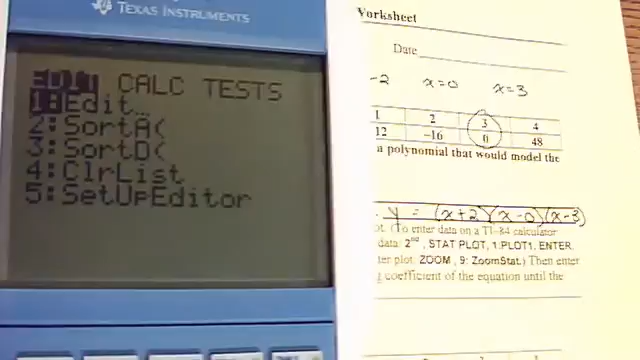 TEXAS INSTRUMENTS
EDIT CALC TESTS
1:Edit…
2:SortA(
3:SortD(
4:ClrList
5:SetUpEditor
Worksheet
Date
-2 x=0 x=3
1 2 3 4
12 -16 0 48
a polynomial that would model the
y = (x+2)(x-0)(x-3)
ot. (To enter data on a TI-84 calculator
data: 2nd , STAT PLOT, 1:PLOT1, ENTER.
ter plot: ZOOM , 9: ZoomStat.) Then enter
coefficient of the equation until the